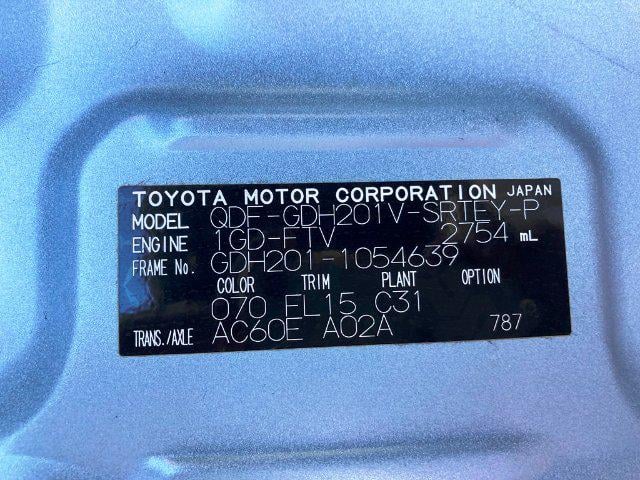 TOYOTA MOTOR CORPORATION JAPAN
MODEL QDF-GDH201V-SRTEY-P
ENGINE 1GD-FTV 2754 mL
FRAME No. GDH201-1054639
COLOR TRIM PLANT OPTION
070 FL15 C31
TRANS./AXLE AC60E A02A 787